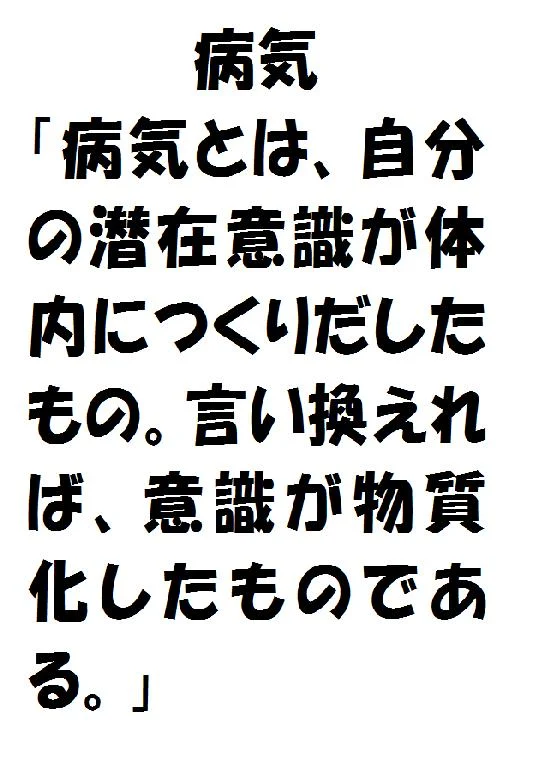 病気
「病気とは、自分
の潜在意識が体
内につくりだした
もの。言い換えれ
ば、意識が物質
化したものであ
る。」